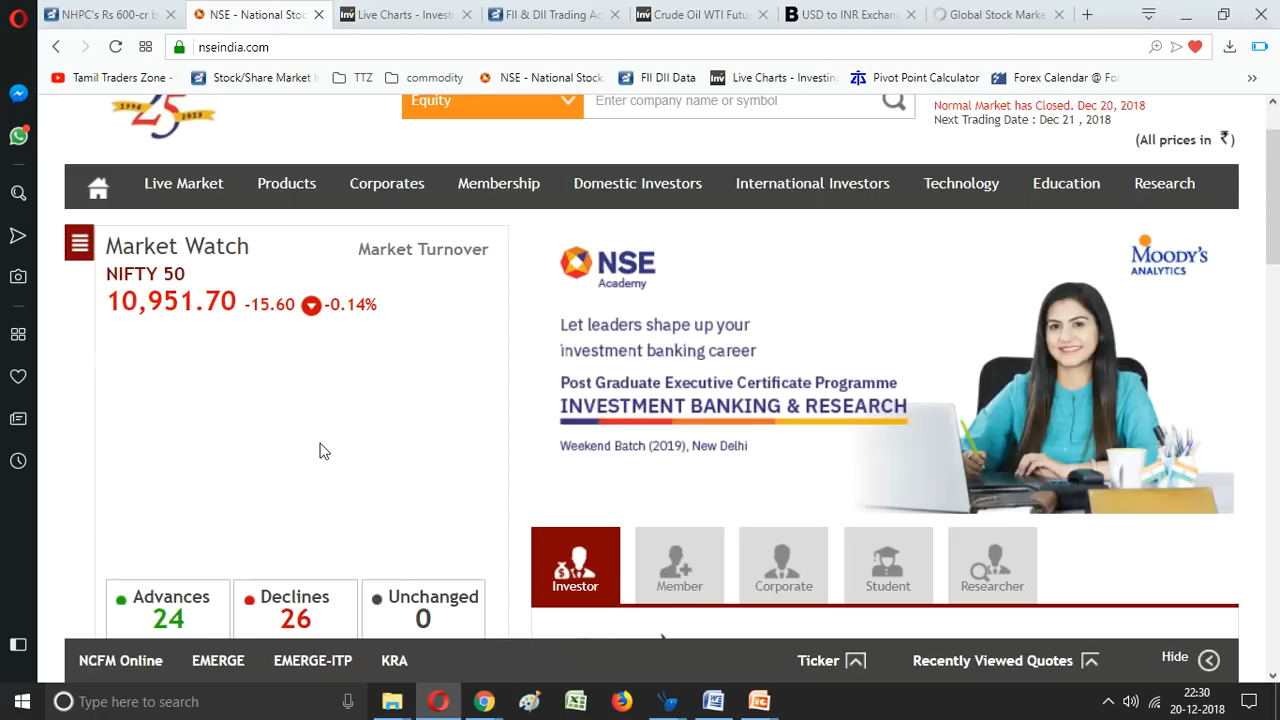 NHPC's Rs 600-cr b
NSE - National Stoc
Live Charts - Investi
FII & DII Trading Ac
Crude Oil WTI Futu
USD to INR Exchan
Global Stock Marke
nseindia.com
Tamil Traders Zone -
Stock/Share Market I
TTZ
commodity
NSE - National Stock
FII DII Data
Live Charts - Investin
Pivot Point Calculator
Forex Calendar @ For
Equity
Enter company name or symbol
Normal Market has Closed. Dec 20, 2018
Next Trading Date : Dec 21 , 2018
(All prices in ₹)
Live Market
Products
Corporates
Membership
Domestic Investors
International Investors
Technology
Education
Research
Market Watch
Market Turnover
NIFTY 50
10,951.70 -15.60 -0.14%
NSE
Academy
MOODY'S
ANALYTICS
Let leaders shape up your
investment banking career
Post Graduate Executive Certificate Programme
INVESTMENT BANKING & RESEARCH
Weekend Batch (2019), New Delhi
Investor
Member
Corporate
Student
Researcher
Advances
24
Declines
26
Unchanged
0
NCFM Online
EMERGE
EMERGE-ITP
KRA
Ticker
Recently Viewed Quotes
Hide
Type here to search
22:30
20-12-2018